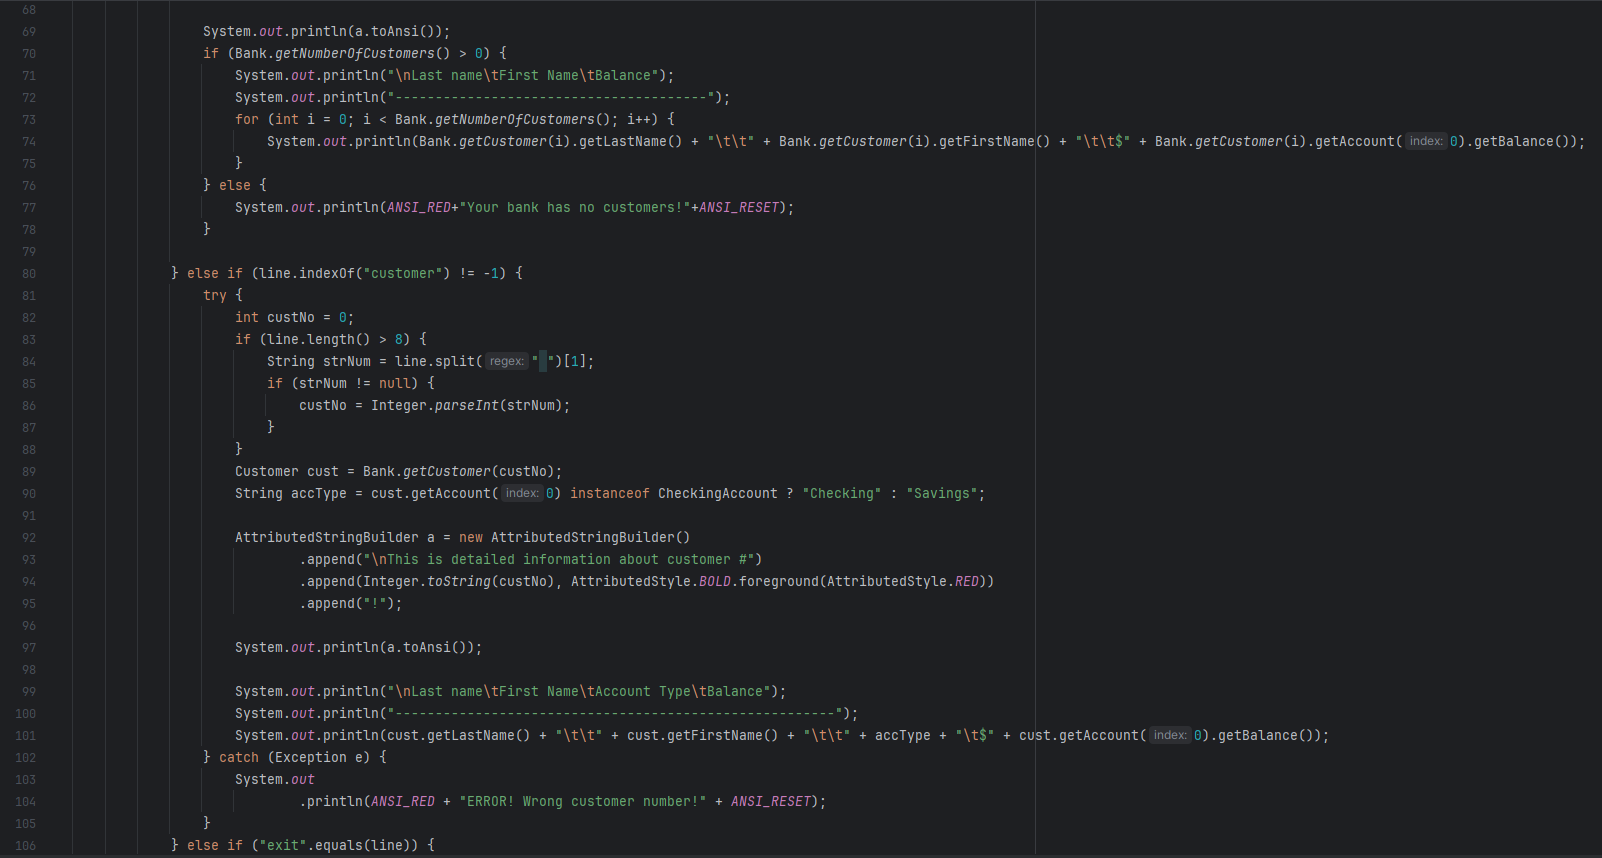 68
69 System.out.println(a.toAnsi());
70 if (Bank.getNumberOfCustomers() > 0) {
71 System.out.println("\nLast name\tFirst Name\tBalance");
72 System.out.println("---------------------------------------");
73 for (int i = 0; i < Bank.getNumberOfCustomers(); i++) {
74 System.out.println(Bank.getCustomer(i).getLastName() + "\t\t" + Bank.getCustomer(i).getFirstName() + "\t\t$" + Bank.getCustomer(i).getAccount( index: 0).getBalance());
75 }
76 } else {
77 System.out.println(ANSI_RED+"Your bank has no customers!"+ANSI_RESET);
78 }
79
80 } else if (line.indexOf("customer") != -1) {
81 try {
82 int custNo = 0;
83 if (line.length() > 8) {
84 String strNum = line.split( regex: " ")[1];
85 if (strNum != null) {
86 custNo = Integer.parseInt(strNum);
87 }
88 }
89 Customer cust = Bank.getCustomer(custNo);
90 String accType = cust.getAccount( index: 0) instanceof CheckingAccount ? "Checking" : "Savings";
91
92 AttributedStringBuilder a = new AttributedStringBuilder()
93 .append("\nThis is detailed information about customer #")
94 .append(Integer.toString(custNo), AttributedStyle.BOLD.foreground(AttributedStyle.RED))
95 .append("!");
96
97 System.out.println(a.toAnsi());
98
99 System.out.println("\nLast name\tFirst Name\tAccount Type\tBalance");
100 System.out.println("-------------------------------------------------------");
101 System.out.println(cust.getLastName() + "\t\t" + cust.getFirstName() + "\t\t" + accType + "\t$" + cust.getAccount( index: 0).getBalance());
102 } catch (Exception e) {
103 System.out
104 .println(ANSI_RED + "ERROR! Wrong customer number!" + ANSI_RESET);
105 }
106 } else if ("exit".equals(line)) {